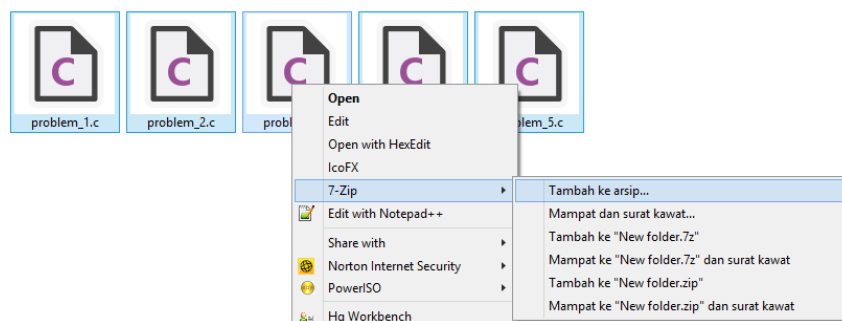 problem_1.c
problem_2.c
probl
lem_5.c
Open
Edit
Open with HexEdit
IcoFX
7-Zip
Edit with Notepad++
Share with
Norton Internet Security
PowerISO
Hg Workbench
Tambah ke arsip...
Mampat dan surat kawat...
Tambah ke "New folder.7z"
Mampat ke "New folder.7z" dan surat kawat
Tambah ke "New folder.zip"
Mampat ke "New folder.zip" dan surat kawat